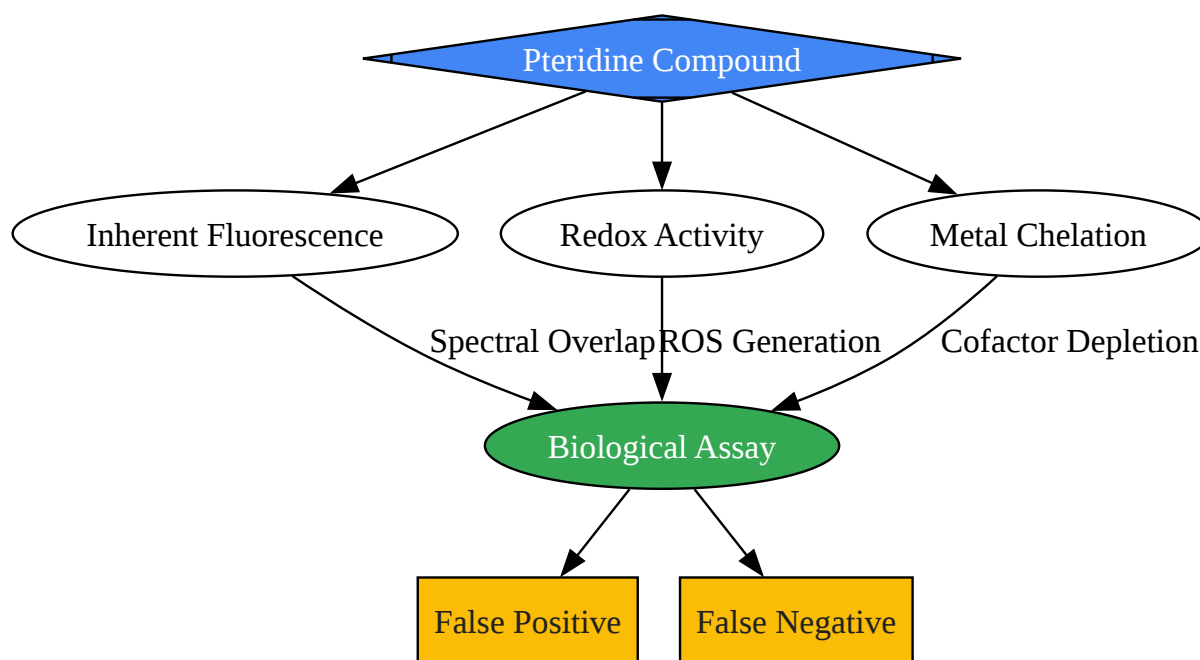 Pteridine Compound
Inherent Fluorescence
Redox Activity
Metal Chelation
Spectral Overlap
ROS Generation
Cofactor Depletion
Biological Assay
False Positive
False Negative